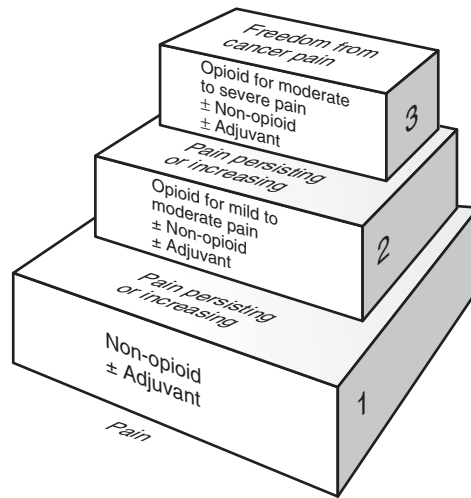 Freedom from
cancer pain
Opioid for moderate
to severe pain
± Non-opioid
± Adjuvant
3
Pain persisting
or increasing
Opioid for mild to
moderate pain
± Non-opioid
± Adjuvant
2
Pain persisting
or increasing
Non-opioid
± Adjuvant
1
Pain